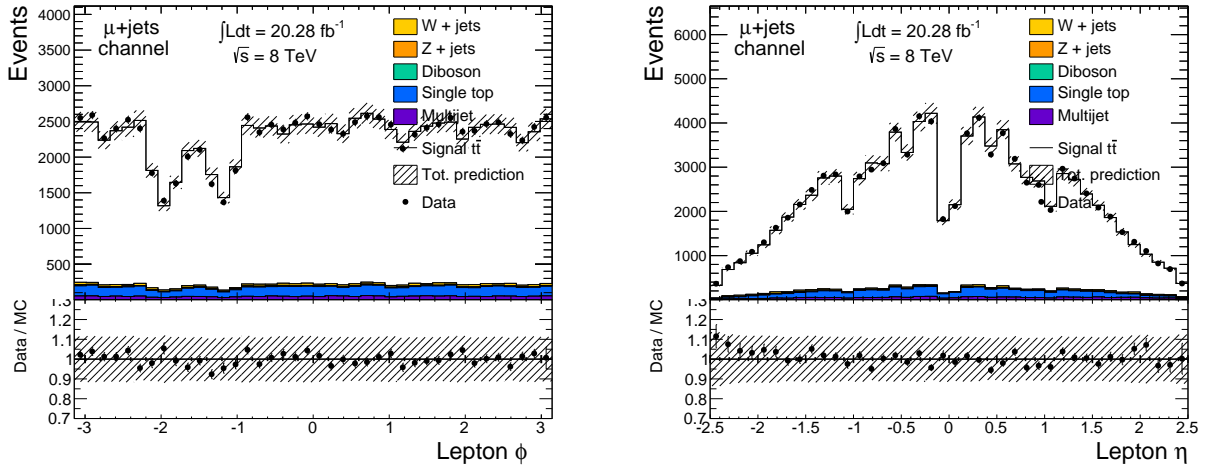 Events
4000
3500
3000
2500
2000
1500
1000
500
μ+jets
channel
∫Ldt = 20.28 fb⁻¹
√s = 8 TeV
W + jets
Z + jets
Diboson
Single top
Multijet
Signal tt̄
Tot. prediction
Data
Data / MC
1.3
1.2
1.1
1
0.9
0.8
0.7
-3 -2 -1 0 1 2 3
Lepton ϕ
Events
6000
5000
4000
3000
2000
1000
μ+jets
channel
∫Ldt = 20.28 fb⁻¹
√s = 8 TeV
W + jets
Z + jets
Diboson
Single top
Multijet
Signal tt̄
Tot. prediction
Data
Data / MC
1.3
1.2
1.1
1
0.9
0.8
0.7
-2.5 -2 -1.5 -1 -0.5 0 0.5 1 1.5 2 2.5
Lepton η